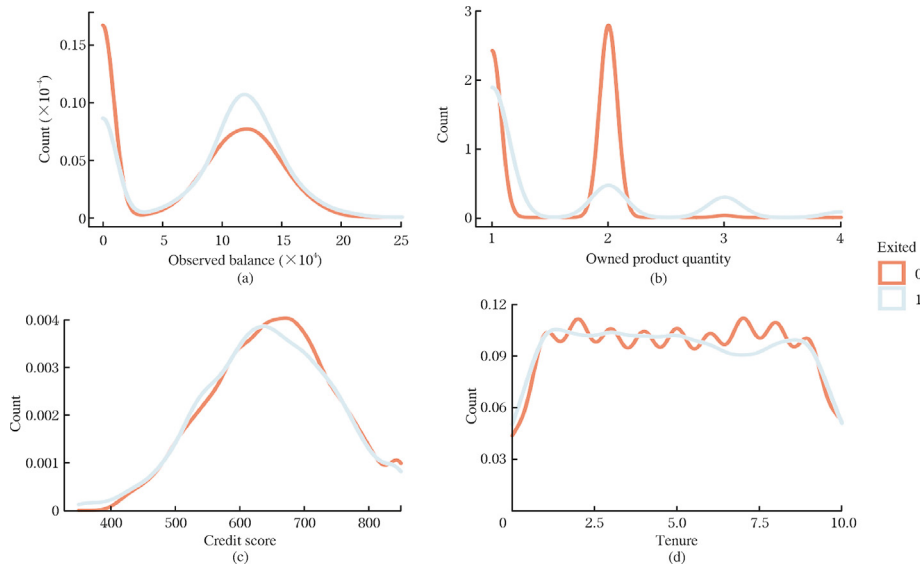 0.15
0.10
0.05
0
Count (×10⁻⁴)
0 5 10 15 20 25
Observed balance (×10⁴)
(a)
3
2
1
0
Count
1 2 3 4
Owned product quantity
(b)
Exited
0
1
0.004
0.003
0.002
0.001
0
Count
400 500 600 700 800
Credit score
(c)
0.12
0.09
0.06
0.03
Count
0 2.5 5.0 7.5 10.0
Tenure
(d)